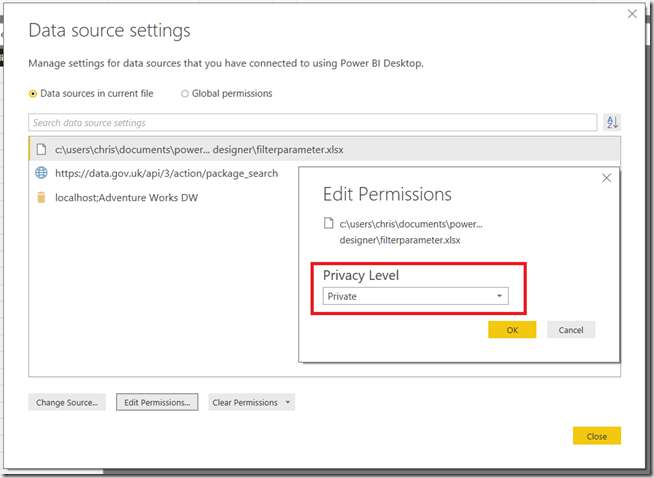 Data source settings
Manage settings for data sources that you have connected to using Power BI Desktop.
Data sources in current file
Global permissions
Search data source settings
A
Z
c:\users\chris\documents\power... designer\filterparameter.xlsx
https://data.gov.uk/api/3/action/package_search
localhost;Adventure Works DW
Edit Permissions
c:\users\chris\documents\power...
designer\filterparameter.xlsx
Privacy Level
Private
OK
Cancel
Change Source...
Edit Permissions...
Clear Permissions
Close